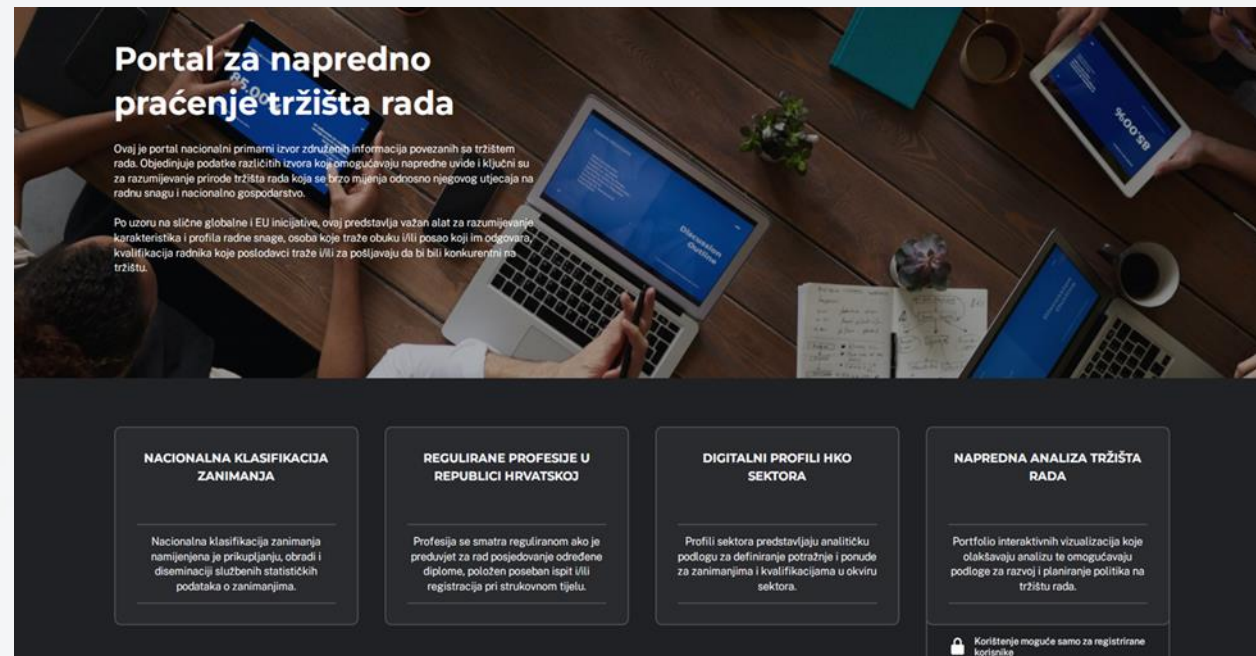 Portal za napredno
praćenje tržišta rada
Ovaj je portal nacionalni primarni izvor združenih informacija povezanih sa tržištem
rada. Objedinjuje podatke različitih izvora koji omogućavaju napredne uvide i ključni su
za razumijevanje prirode tržišta rada koja se brzo mijenja odnosno njegovog utjecaja na
radnu snagu i nacionalno gospodarstvo.
Po uzoru na slične globalne i EU inicijative, ovaj predstavlja važan alat za razumijevanje
karakteristika i profila radne snage, osoba koje traže obuku i/ili posao koji im odgovara,
kvalifikacija radnika koje poslodavci traže i/ili za pošljavaju da bi bili konkurentni na
tržištu.
85.00%
85.00%
Discussion
Outline
NACIONALNA KLASIFIKACIJA
ZANIMANJA
Nacionalna klasifikacija zanimanja
namijenjena je prikupljanju, obradi i
diseminaciji službenih statističkih
podataka o zanimanjima.
REGULIRANE PROFESIJE U
REPUBLICI HRVATSKOJ
Profesija se smatra reguliranom ako je
preduvjet za rad posjedovanje određene
diplome, položen poseban ispit i/ili
registracija pri strukovnom tijelu.
DIGITALNI PROFILI HKO
SEKTORA
Profili sektora predstavljaju analitičku
podlogu za definiranje potražnje i ponude
za zanimanjima i kvalifikacijama u okviru
sektora.
NAPREDNA ANALIZA TRŽIŠTA
RADA
Portfolio interaktivnih vizualizacija koje
olakšavaju analizu te omogućavaju
podloge za razvoj i planiranje politika na
tržištu rada.
Korištenje moguće samo za registrirane
korisnike